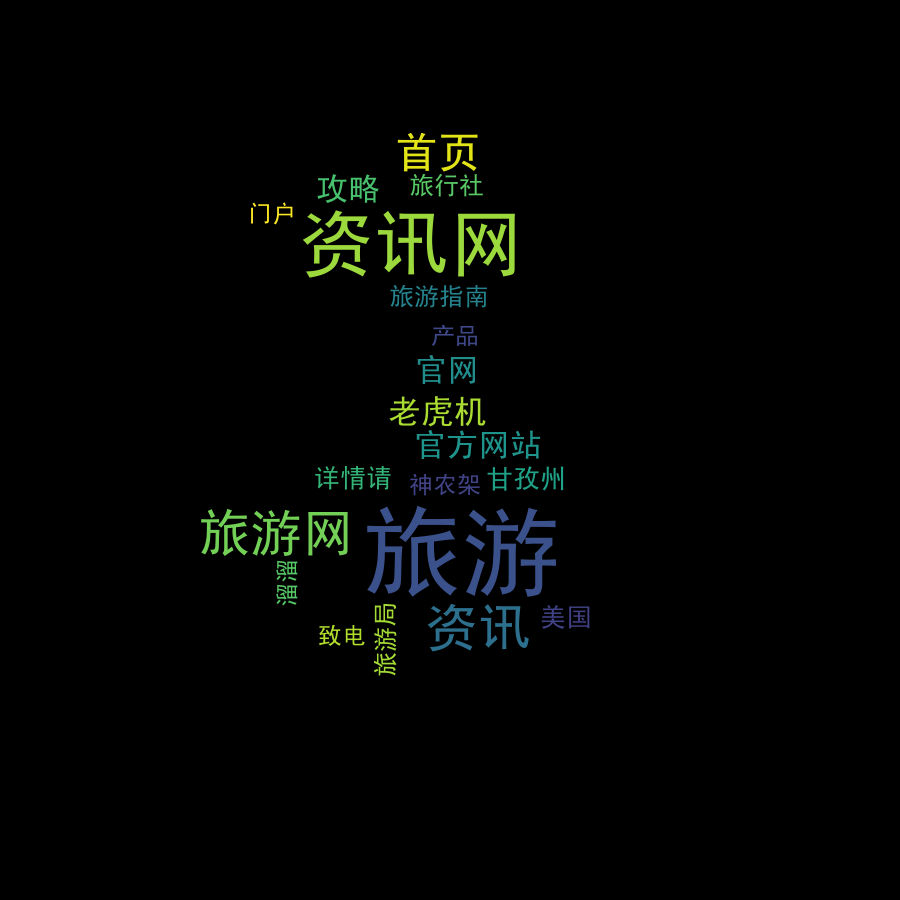 首页
攻略
旅行社
门户
资讯网
旅游指南
产品
官网
老虎机
官方网站
详情请
神农架
甘孜州
旅游网
旅游
溜溜
旅游局
致电
资讯
美国